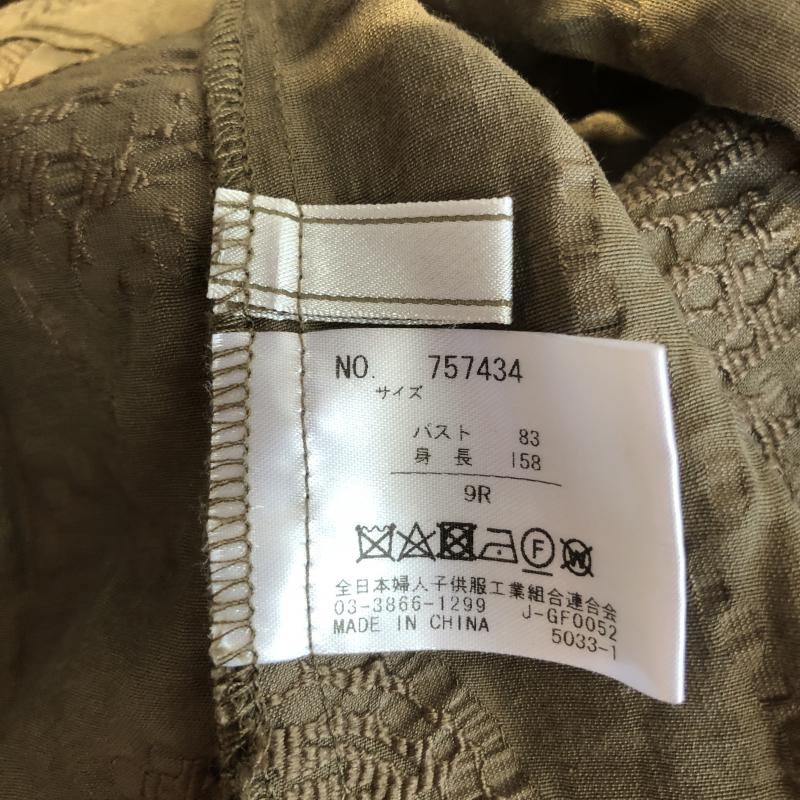 NO. 757434
サイズ
バスト 83
身長 158
9R
F W
全日本婦人子供服工業組合連合会
03-3866-1299 J-GF0052
MADE IN CHINA 5033-1